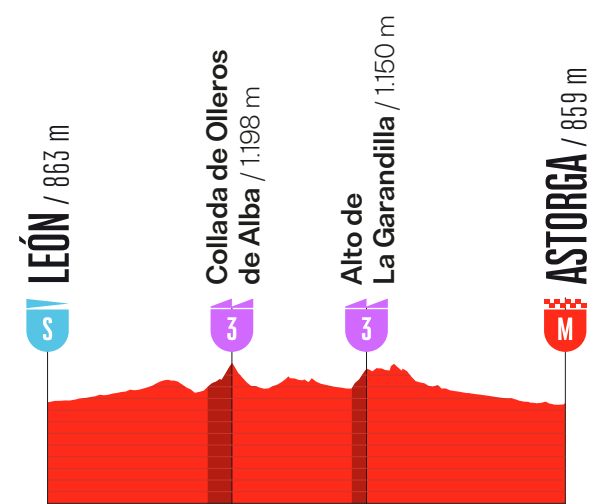 LEÓN / 863 m
S
Collada de Olleros
de Alba / 1.198 m
3
Alto de
La Garandilla / 1.150 m
3
ASTORGA / 859 m
M